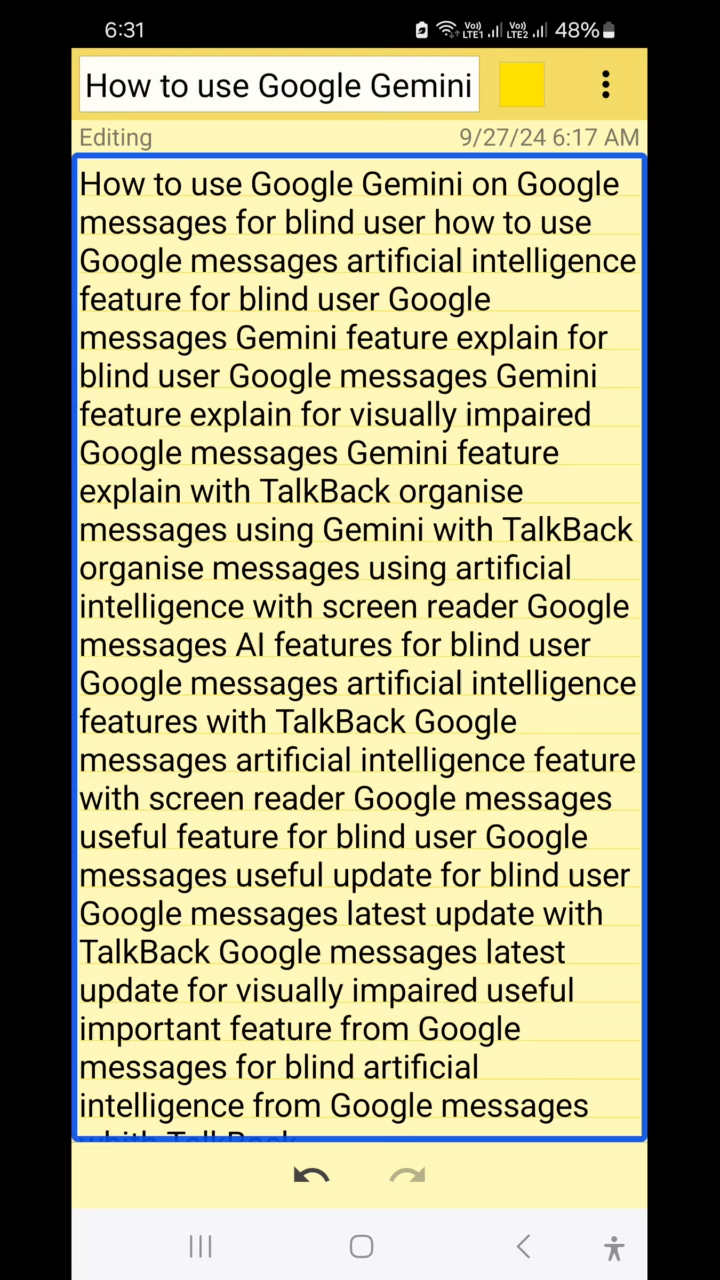 6:31
Vo)) LTE1 Vo)) LTE2 48%
How to use Google Gemini
Editing 9/27/24 6:17 AM
How to use Google Gemini on Google
messages for blind user how to use
Google messages artificial intelligence
feature for blind user Google
messages Gemini feature explain for
blind user Google messages Gemini
feature explain for visually impaired
Google messages Gemini feature
explain with TalkBack organise
messages using Gemini with TalkBack
organise messages using artificial
intelligence with screen reader Google
messages AI features for blind user
Google messages artificial intelligence
features with TalkBack Google
messages artificial intelligence feature
with screen reader Google messages
useful feature for blind user Google
messages useful update for blind user
Google messages latest update with
TalkBack Google messages latest
update for visually impaired useful
important feature from Google
messages for blind artificial
intelligence from Google messages
whith TalkBack